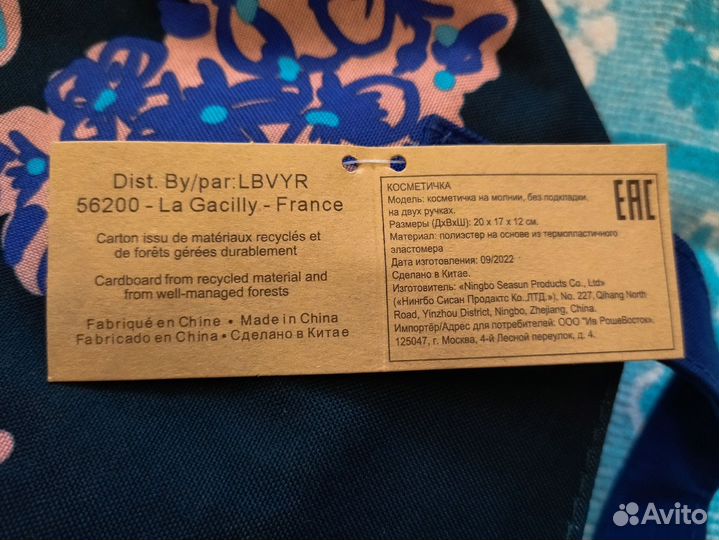 Dist. By/par:LBVYR
56200 - La Gacilly - France
Carton issu de matériaux recyclés et
de forêts gérées durablement
Cardboard from recycled material and
from well-managed forests
Fabriqué en Chine • Made in China
Fabricado en China • Сделано в Китае
КОСМЕТИЧКА
Модель: косметичка на молнии, без подкладки,
на двух ручках.
Размеры (ДхВхШ): 20 х 17 х 12 см.
Материал: полиэстер на основе из термопластичного
эластомера
Дата изготовления: 09/2022
Сделано в Китае.
Изготовитель: «Ningbo Seasun Products Co., Ltd»
(«Нингбо Сисан Продактс Ко.ЛТД.»), No. 227, Qihang North
Road, Yinzhou District, Ningbo, Zhejiang, China.
Импортёр/Адрес для потребителей: ООО "Ив РошеВосток".
125047, г. Москва, 4-й Лесной переулок, д. 4.
EAC
Avito